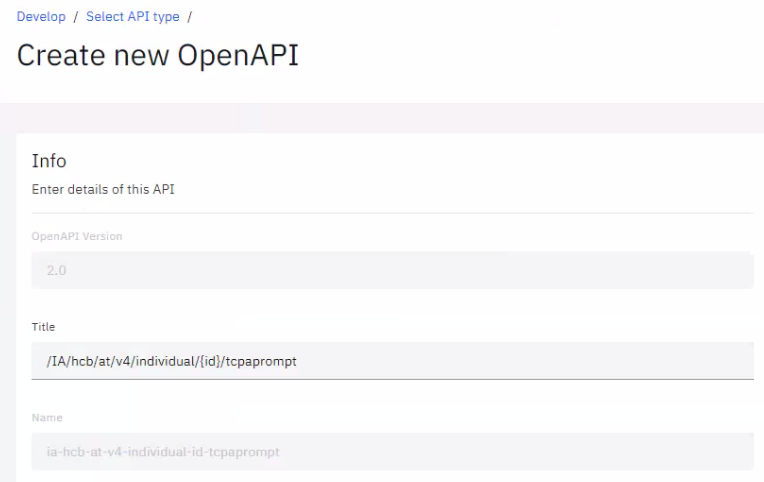 Develop / Select API type /
Create new OpenAPI
Info
Enter details of this API
OpenAPI Version
2.0
Title
/IA/hcb/at/v4/individual/{id}/tcpaprompt
Name
ia-hcb-at-v4-individual-id-tcpaprompt